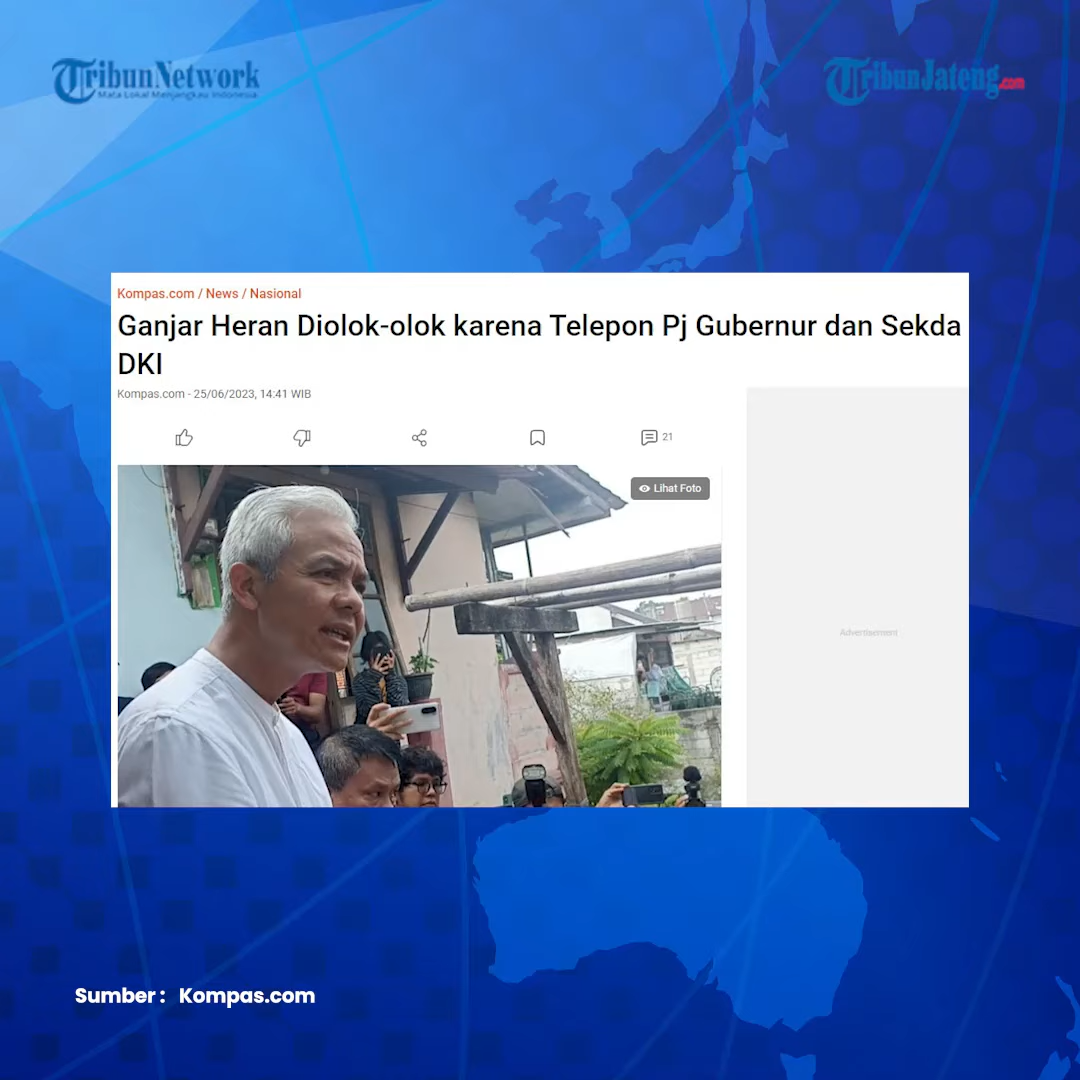 TribunNetwork
Mata Lokal Menjangkau Indonesia
TribunJateng.com
Kompas.com / News / Nasional
Ganjar Heran Diolok-olok karena Telepon Pj Gubernur dan Sekda
DKI
Kompas.com - 25/06/2023, 14:41 WIB
21
Lihat Foto
Advertisement
Sumber : Kompas.com